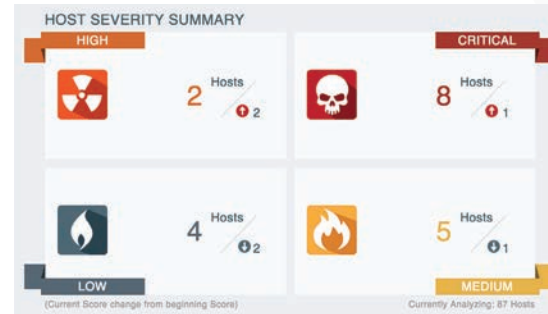 HOST SEVERITY SUMMARY
HIGH
2
Hosts
2
CRITICAL
8
Hosts
1
4
Hosts
2
LOW
5
Hosts
1
MEDIUM
(Current Score change from beginning Score)
Currently Analyzing: 87 Hosts